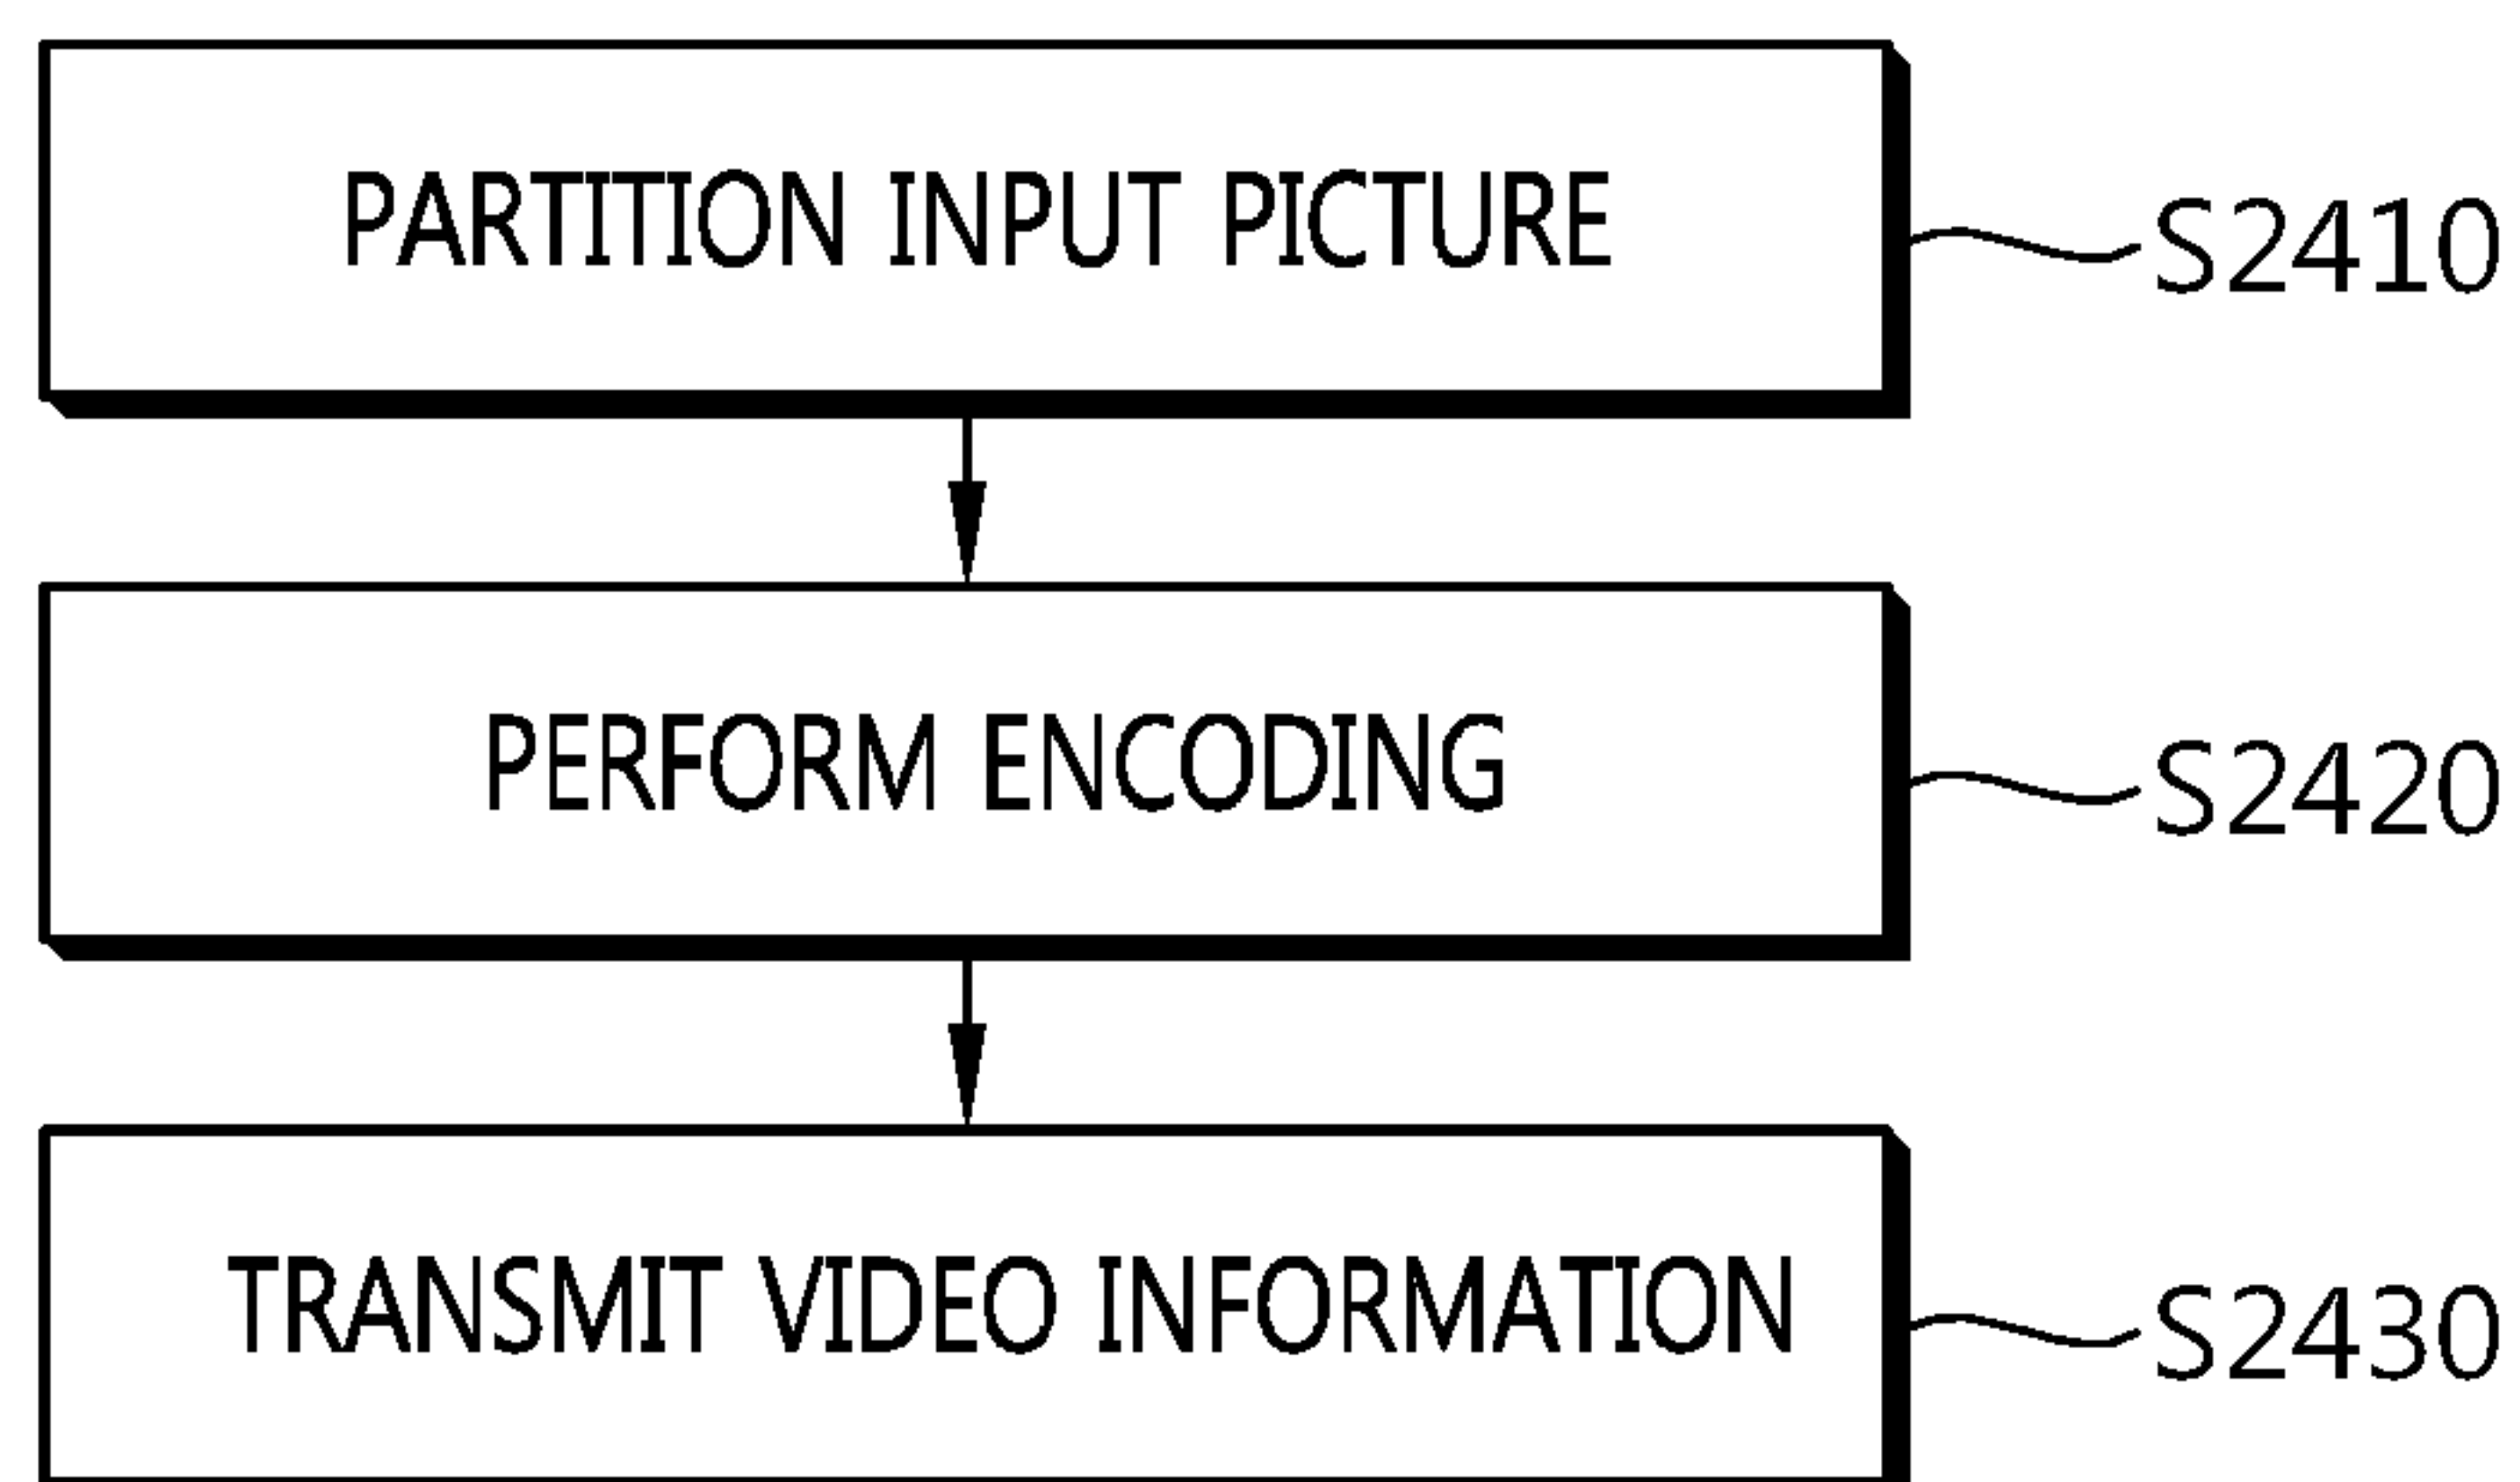 PARTITION INPUT PICTURE
S2410
PERFORM ENCODING
S2420
TRANSMIT VIDEO INFORMATION
S2430